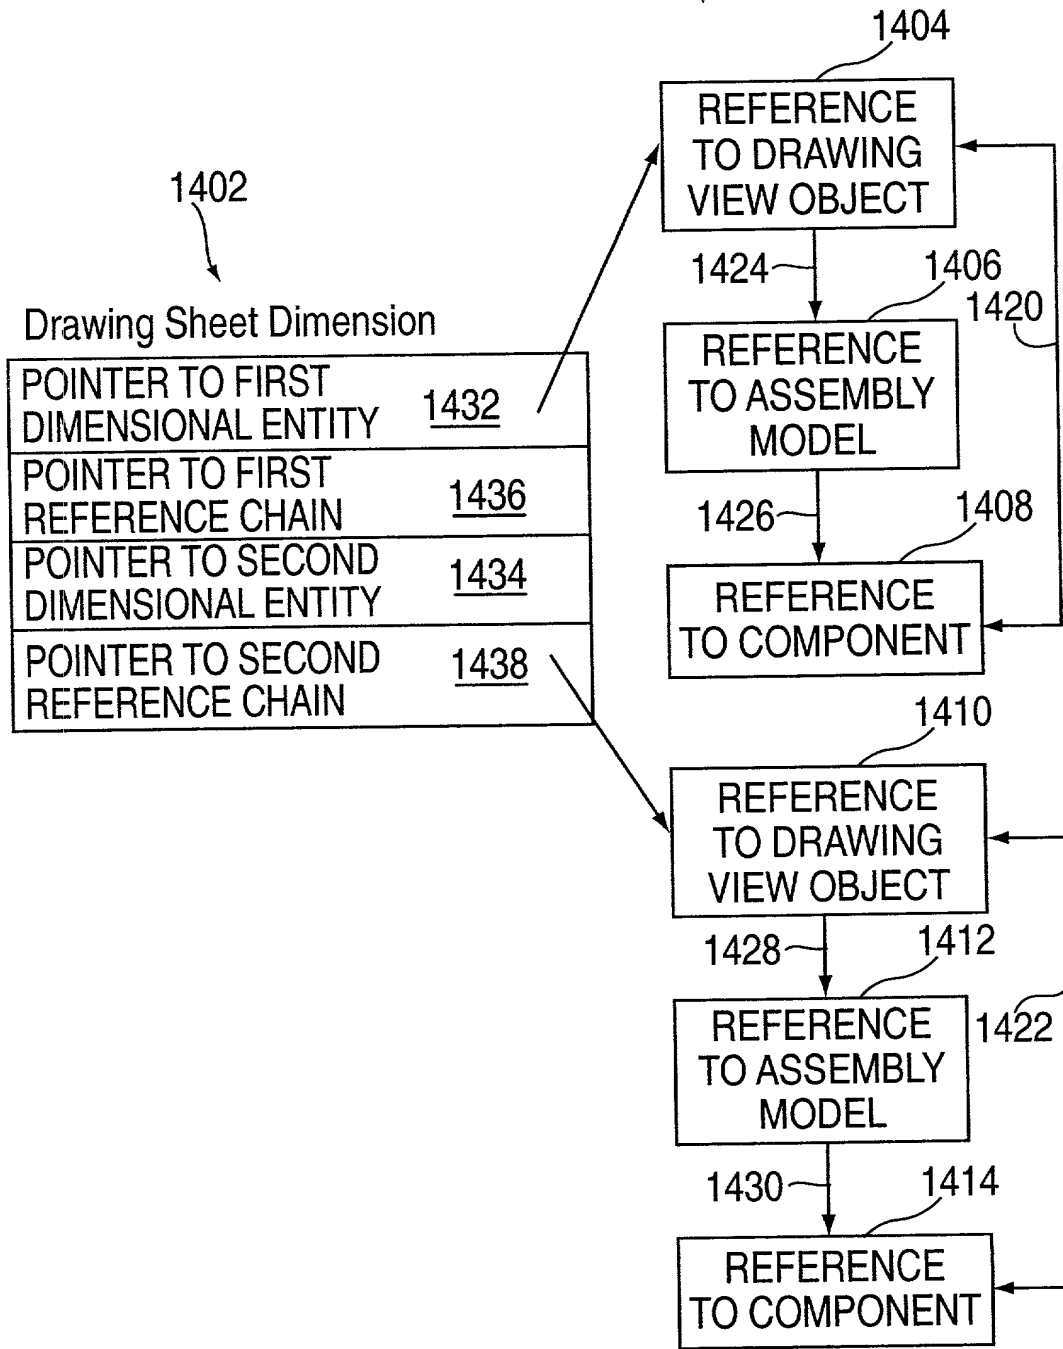 1404
REFERENCE
TO DRAWING
VIEW OBJECT
1402
1424
1406
1420
Drawing Sheet Dimension
REFERENCE
TO ASSEMBLY
MODEL
POINTER TO FIRST
DIMENSIONAL ENTITY 1432
POINTER TO FIRST
REFERENCE CHAIN 1436
POINTER TO SECOND
DIMENSIONAL ENTITY 1434
POINTER TO SECOND
REFERENCE CHAIN 1438
1426
1408
REFERENCE
TO COMPONENT
1410
REFERENCE
TO DRAWING
VIEW OBJECT
1428
1412
1422
REFERENCE
TO ASSEMBLY
MODEL
1430
1414
REFERENCE
TO COMPONENT